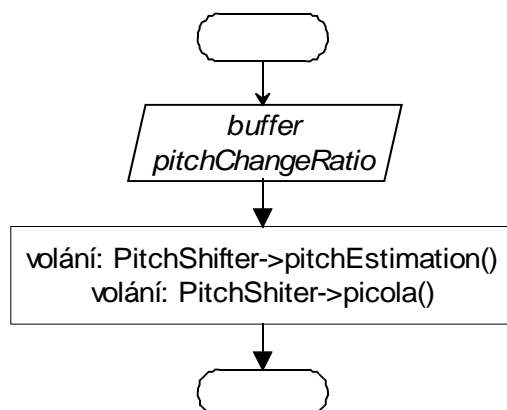 buffer
pitchChangeRatio
volání: PitchShifter->pitchEstimation()
volání: PitchShiter->picola()